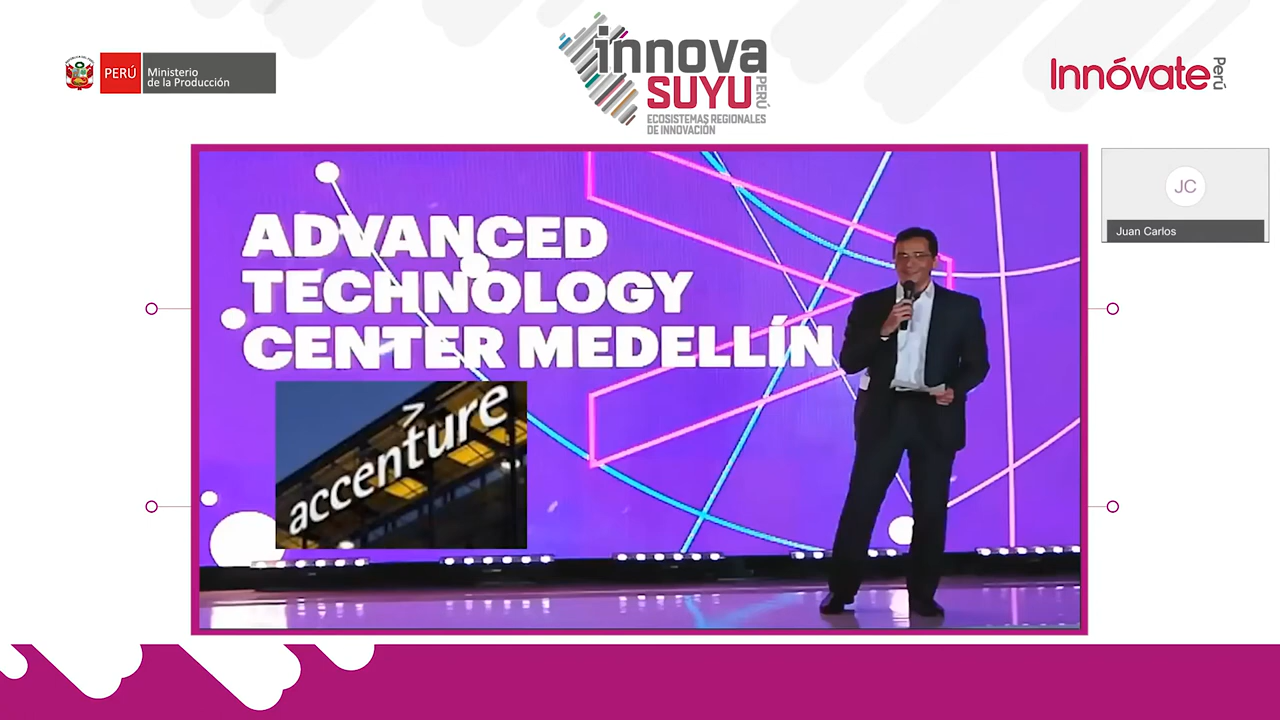 PERÚ
Ministerio
de la Producción
innova
SUYU
PERÚ
ECOSISTEMAS REGIONALES
DE INNOVACIÓN
Innóvate
Perú
ADVANCED
TECHNOLOGY
CENTER MEDELLÍN
accenture
JC
Juan Carlos